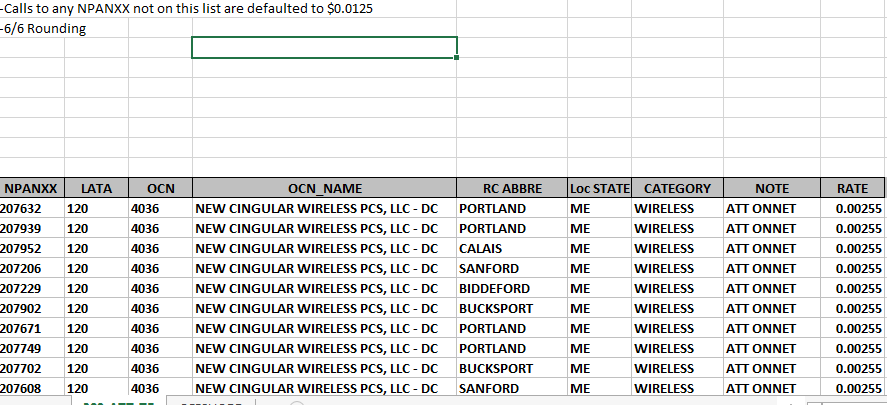 -Calls to any NPANXX not on this list are defaulted to $0.0125
-6/6 Rounding
NPANXX LATA OCN OCN_NAME RC ABBRE Loc STATE CATEGORY NOTE RATE
207632 120 4036 NEW CINGULAR WIRELESS PCS, LLC - DC PORTLAND ME WIRELESS ATT ONNET 0.00255
207939 120 4036 NEW CINGULAR WIRELESS PCS, LLC - DC PORTLAND ME WIRELESS ATT ONNET 0.00255
207952 120 4036 NEW CINGULAR WIRELESS PCS, LLC - DC CALAIS ME WIRELESS ATT ONNET 0.00255
207206 120 4036 NEW CINGULAR WIRELESS PCS, LLC - DC SANFORD ME WIRELESS ATT ONNET 0.00255
207229 120 4036 NEW CINGULAR WIRELESS PCS, LLC - DC BIDDEFORD ME WIRELESS ATT ONNET 0.00255
207902 120 4036 NEW CINGULAR WIRELESS PCS, LLC - DC BUCKSPORT ME WIRELESS ATT ONNET 0.00255
207671 120 4036 NEW CINGULAR WIRELESS PCS, LLC - DC PORTLAND ME WIRELESS ATT ONNET 0.00255
207749 120 4036 NEW CINGULAR WIRELESS PCS, LLC - DC PORTLAND ME WIRELESS ATT ONNET 0.00255
207702 120 4036 NEW CINGULAR WIRELESS PCS, LLC - DC BUCKSPORT ME WIRELESS ATT ONNET 0.00255
207608 120 4036 NEW CINGULAR WIRELESS PCS, LLC - DC SANFORD ME WIRELESS ATT ONNET 0.00255